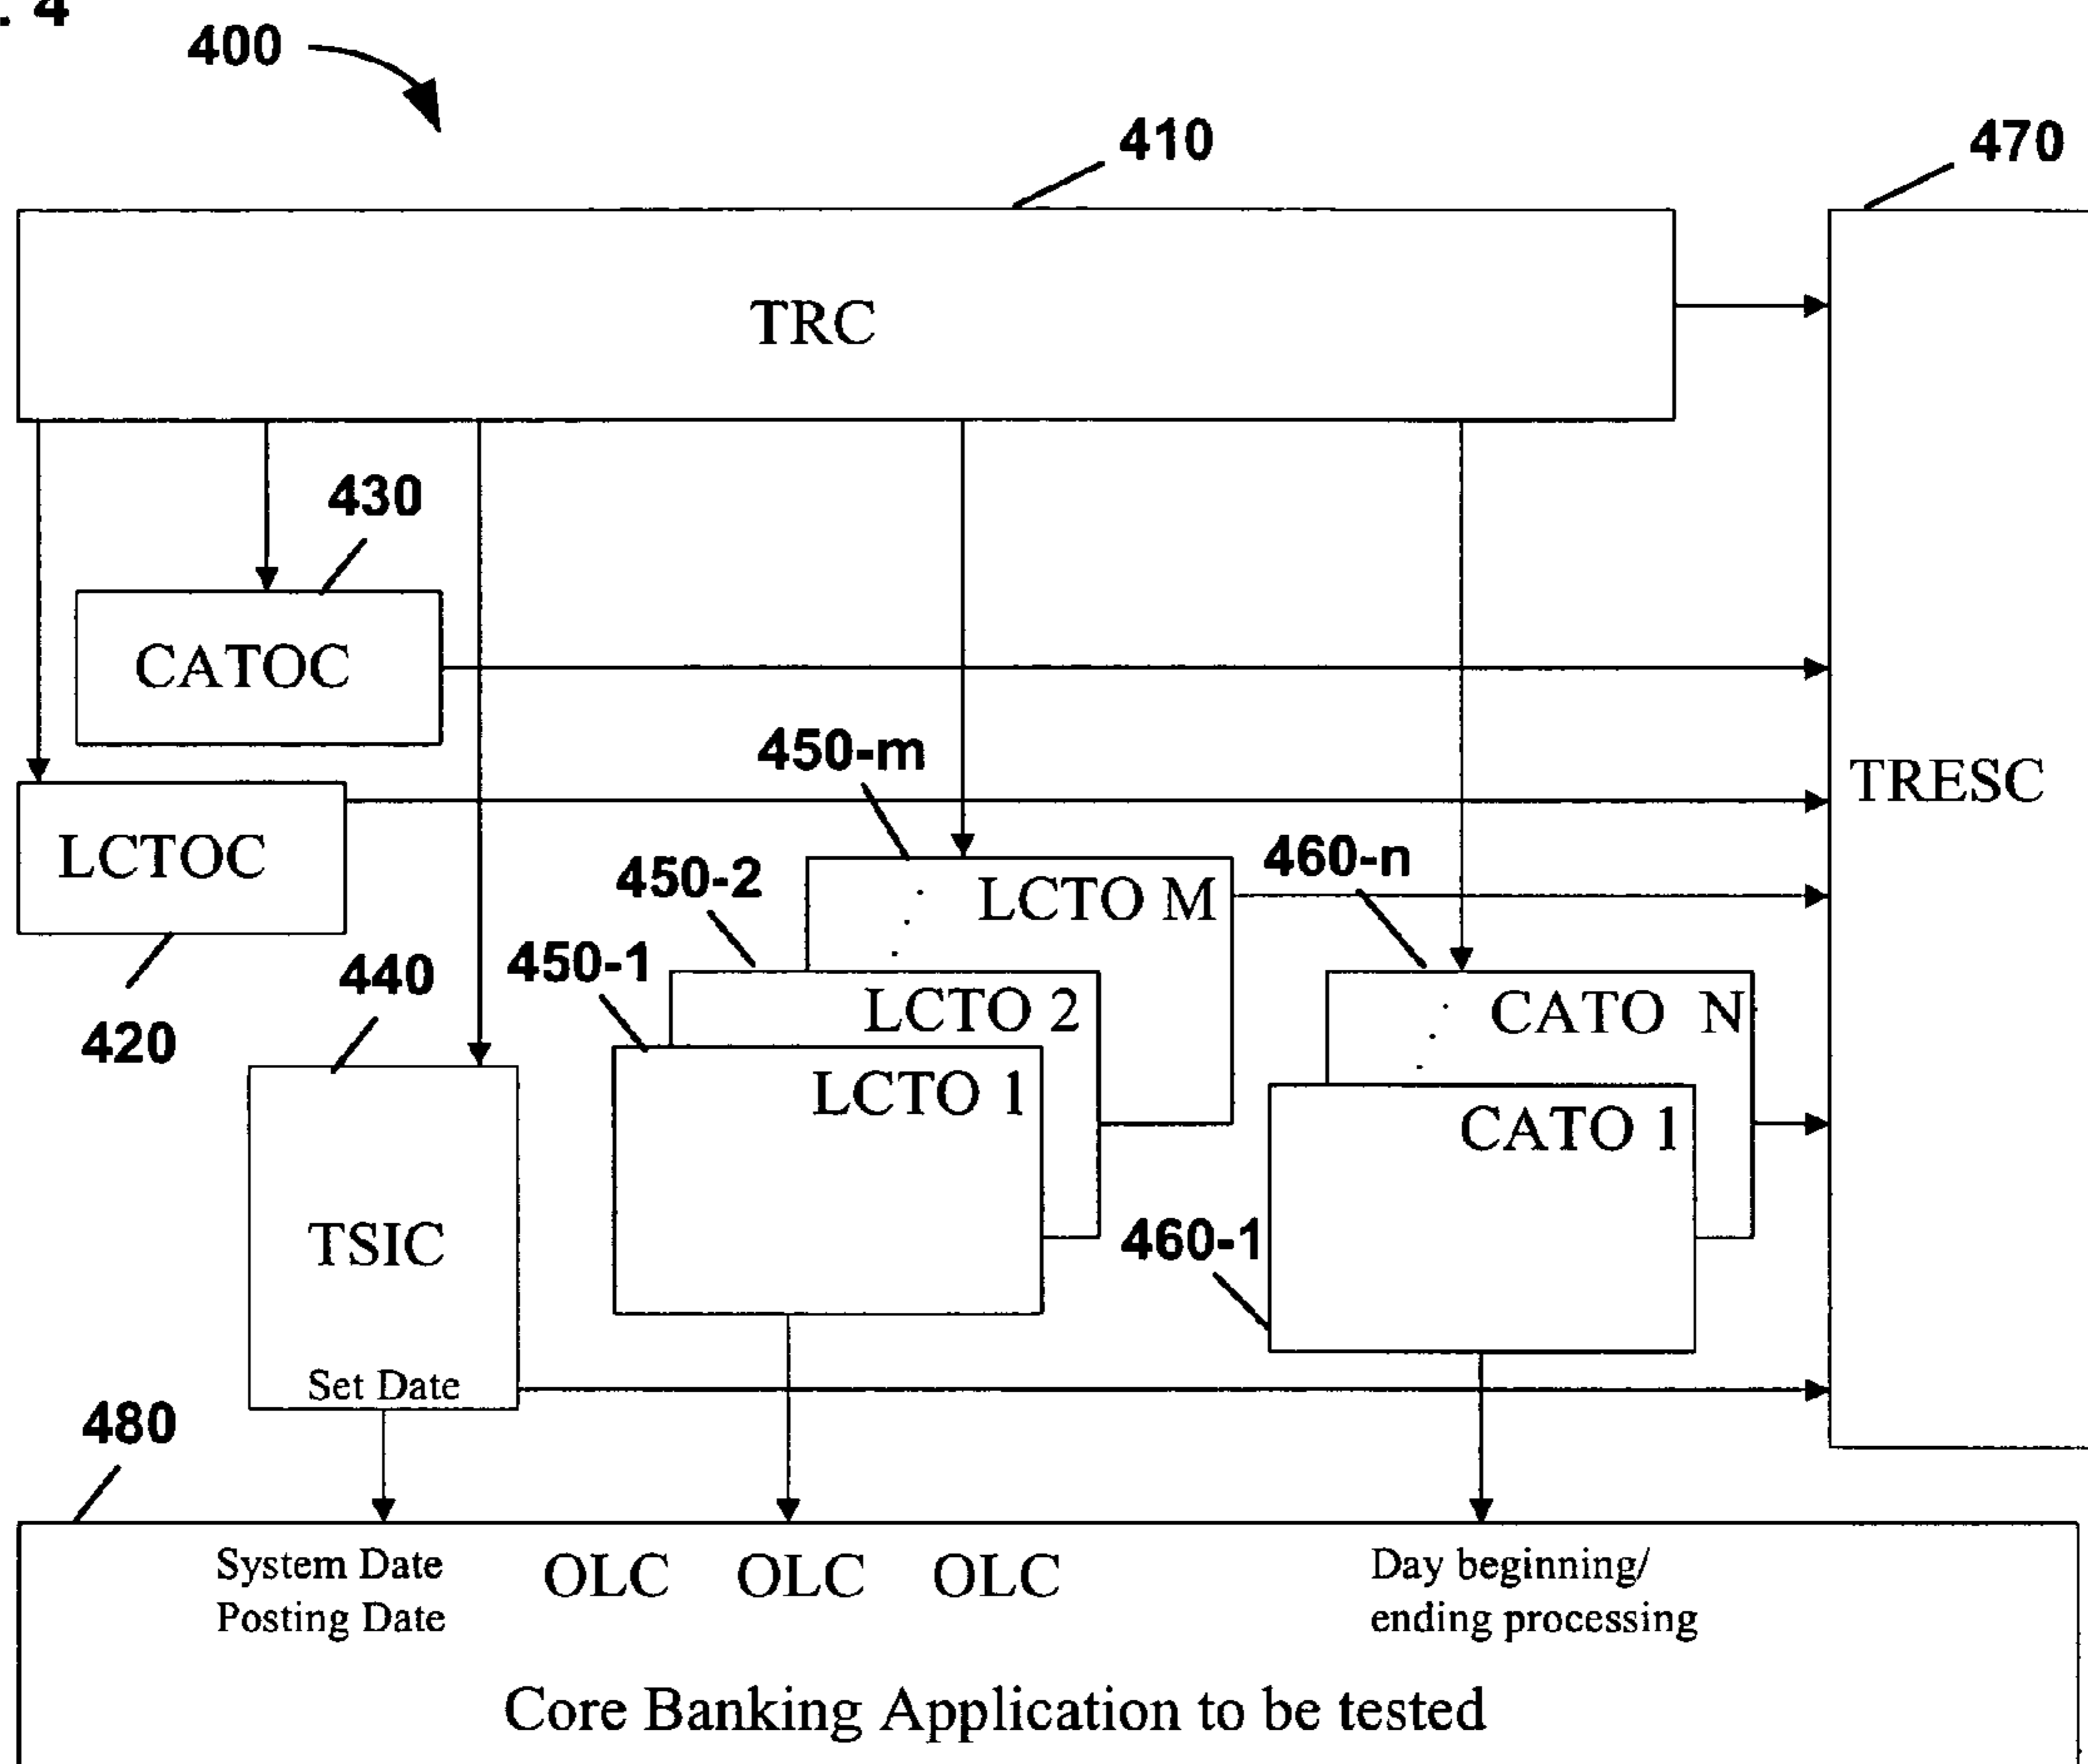 . 4
400
410
470
TRC
430
CATOC
450-m
TRESC
LCTOC
450-2
LCTO M
460-n
450-1
440
LCTO 2
CATO N
420
LCTO 1
CATO 1
TSIC
460-1
Set Date
480
System Date
Posting Date
OLC OLC OLC
Day beginning/
ending processing
Core Banking Application to be tested